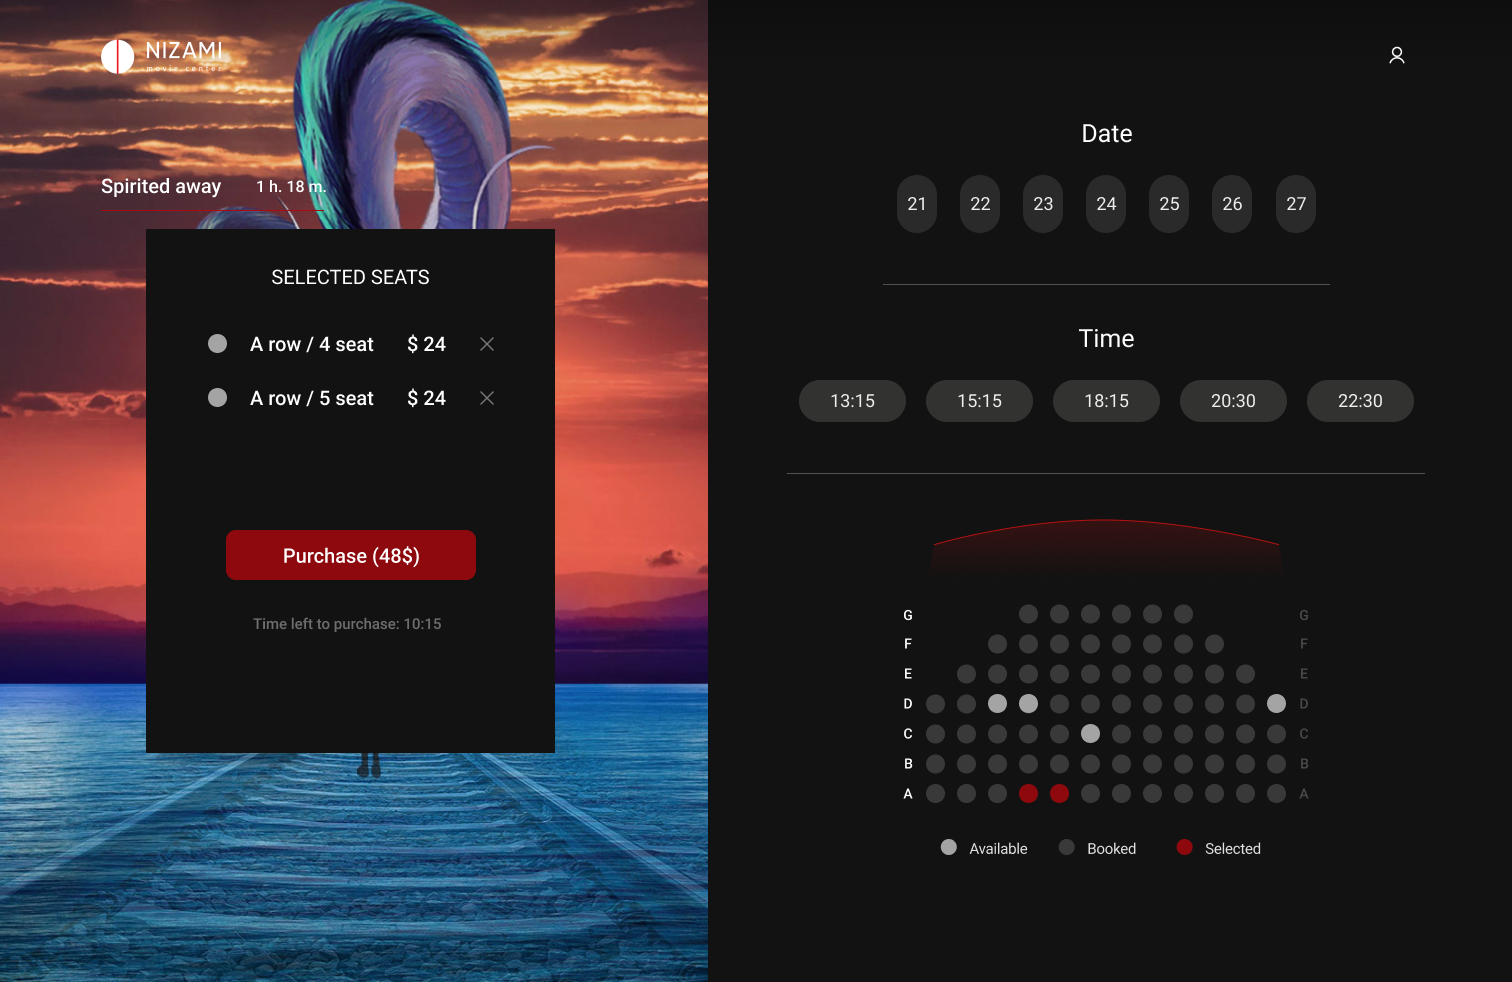 NIZAMI
movie center
Spirited away 1 h. 18 m.
SELECTED SEATS
A row / 4 seat $ 24
A row / 5 seat $ 24
Purchase (48$)
Time left to purchase: 10:15
Date
21 22 23 24 25 26 27
Time
13:15 15:15 18:15 20:30 22:30
G G
F F
E E
D D
C C
B B
A A
Available Booked Selected